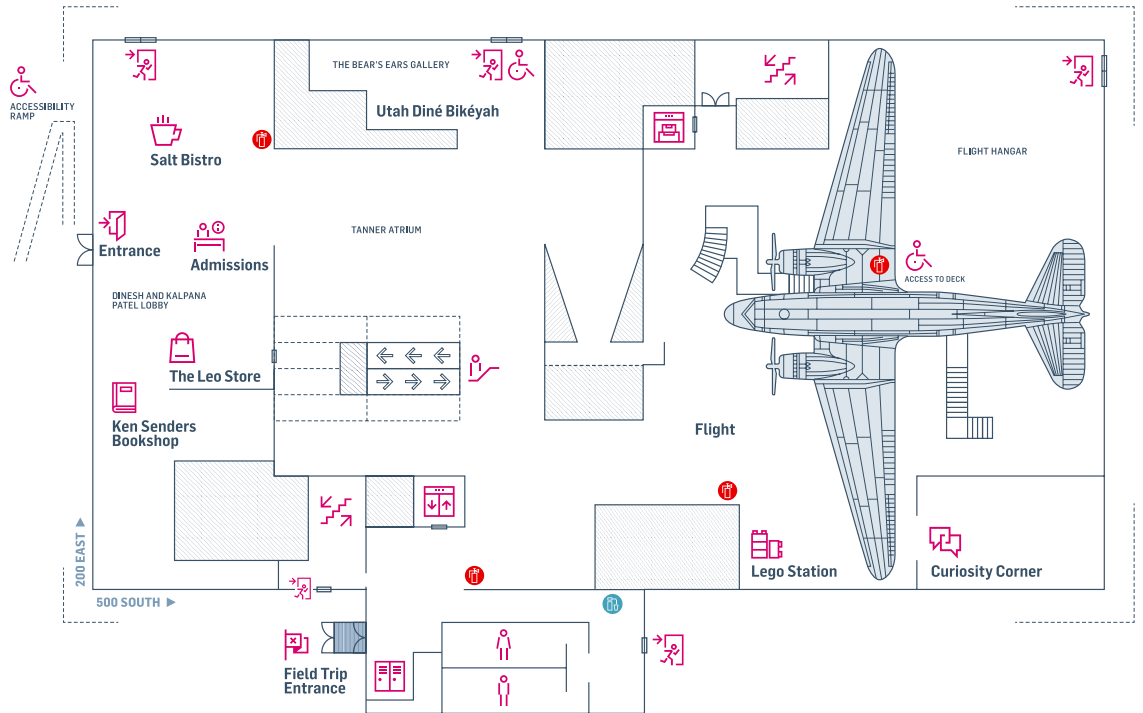 THE BEAR'S EARS GALLERY
Utah Diné Bikéyah
ACCESSIBILITY
RAMP
Salt Bistro
FLIGHT HANGAR
Entrance
Admissions
TANNER ATRIUM
ACCESS TO DECK
DINESH AND KALPANA
PATEL LOBBY
The Leo Store
Ken Senders
Bookshop
Flight
200 EAST
500 SOUTH
Lego Station
Curiosity Corner
Field Trip
Entrance